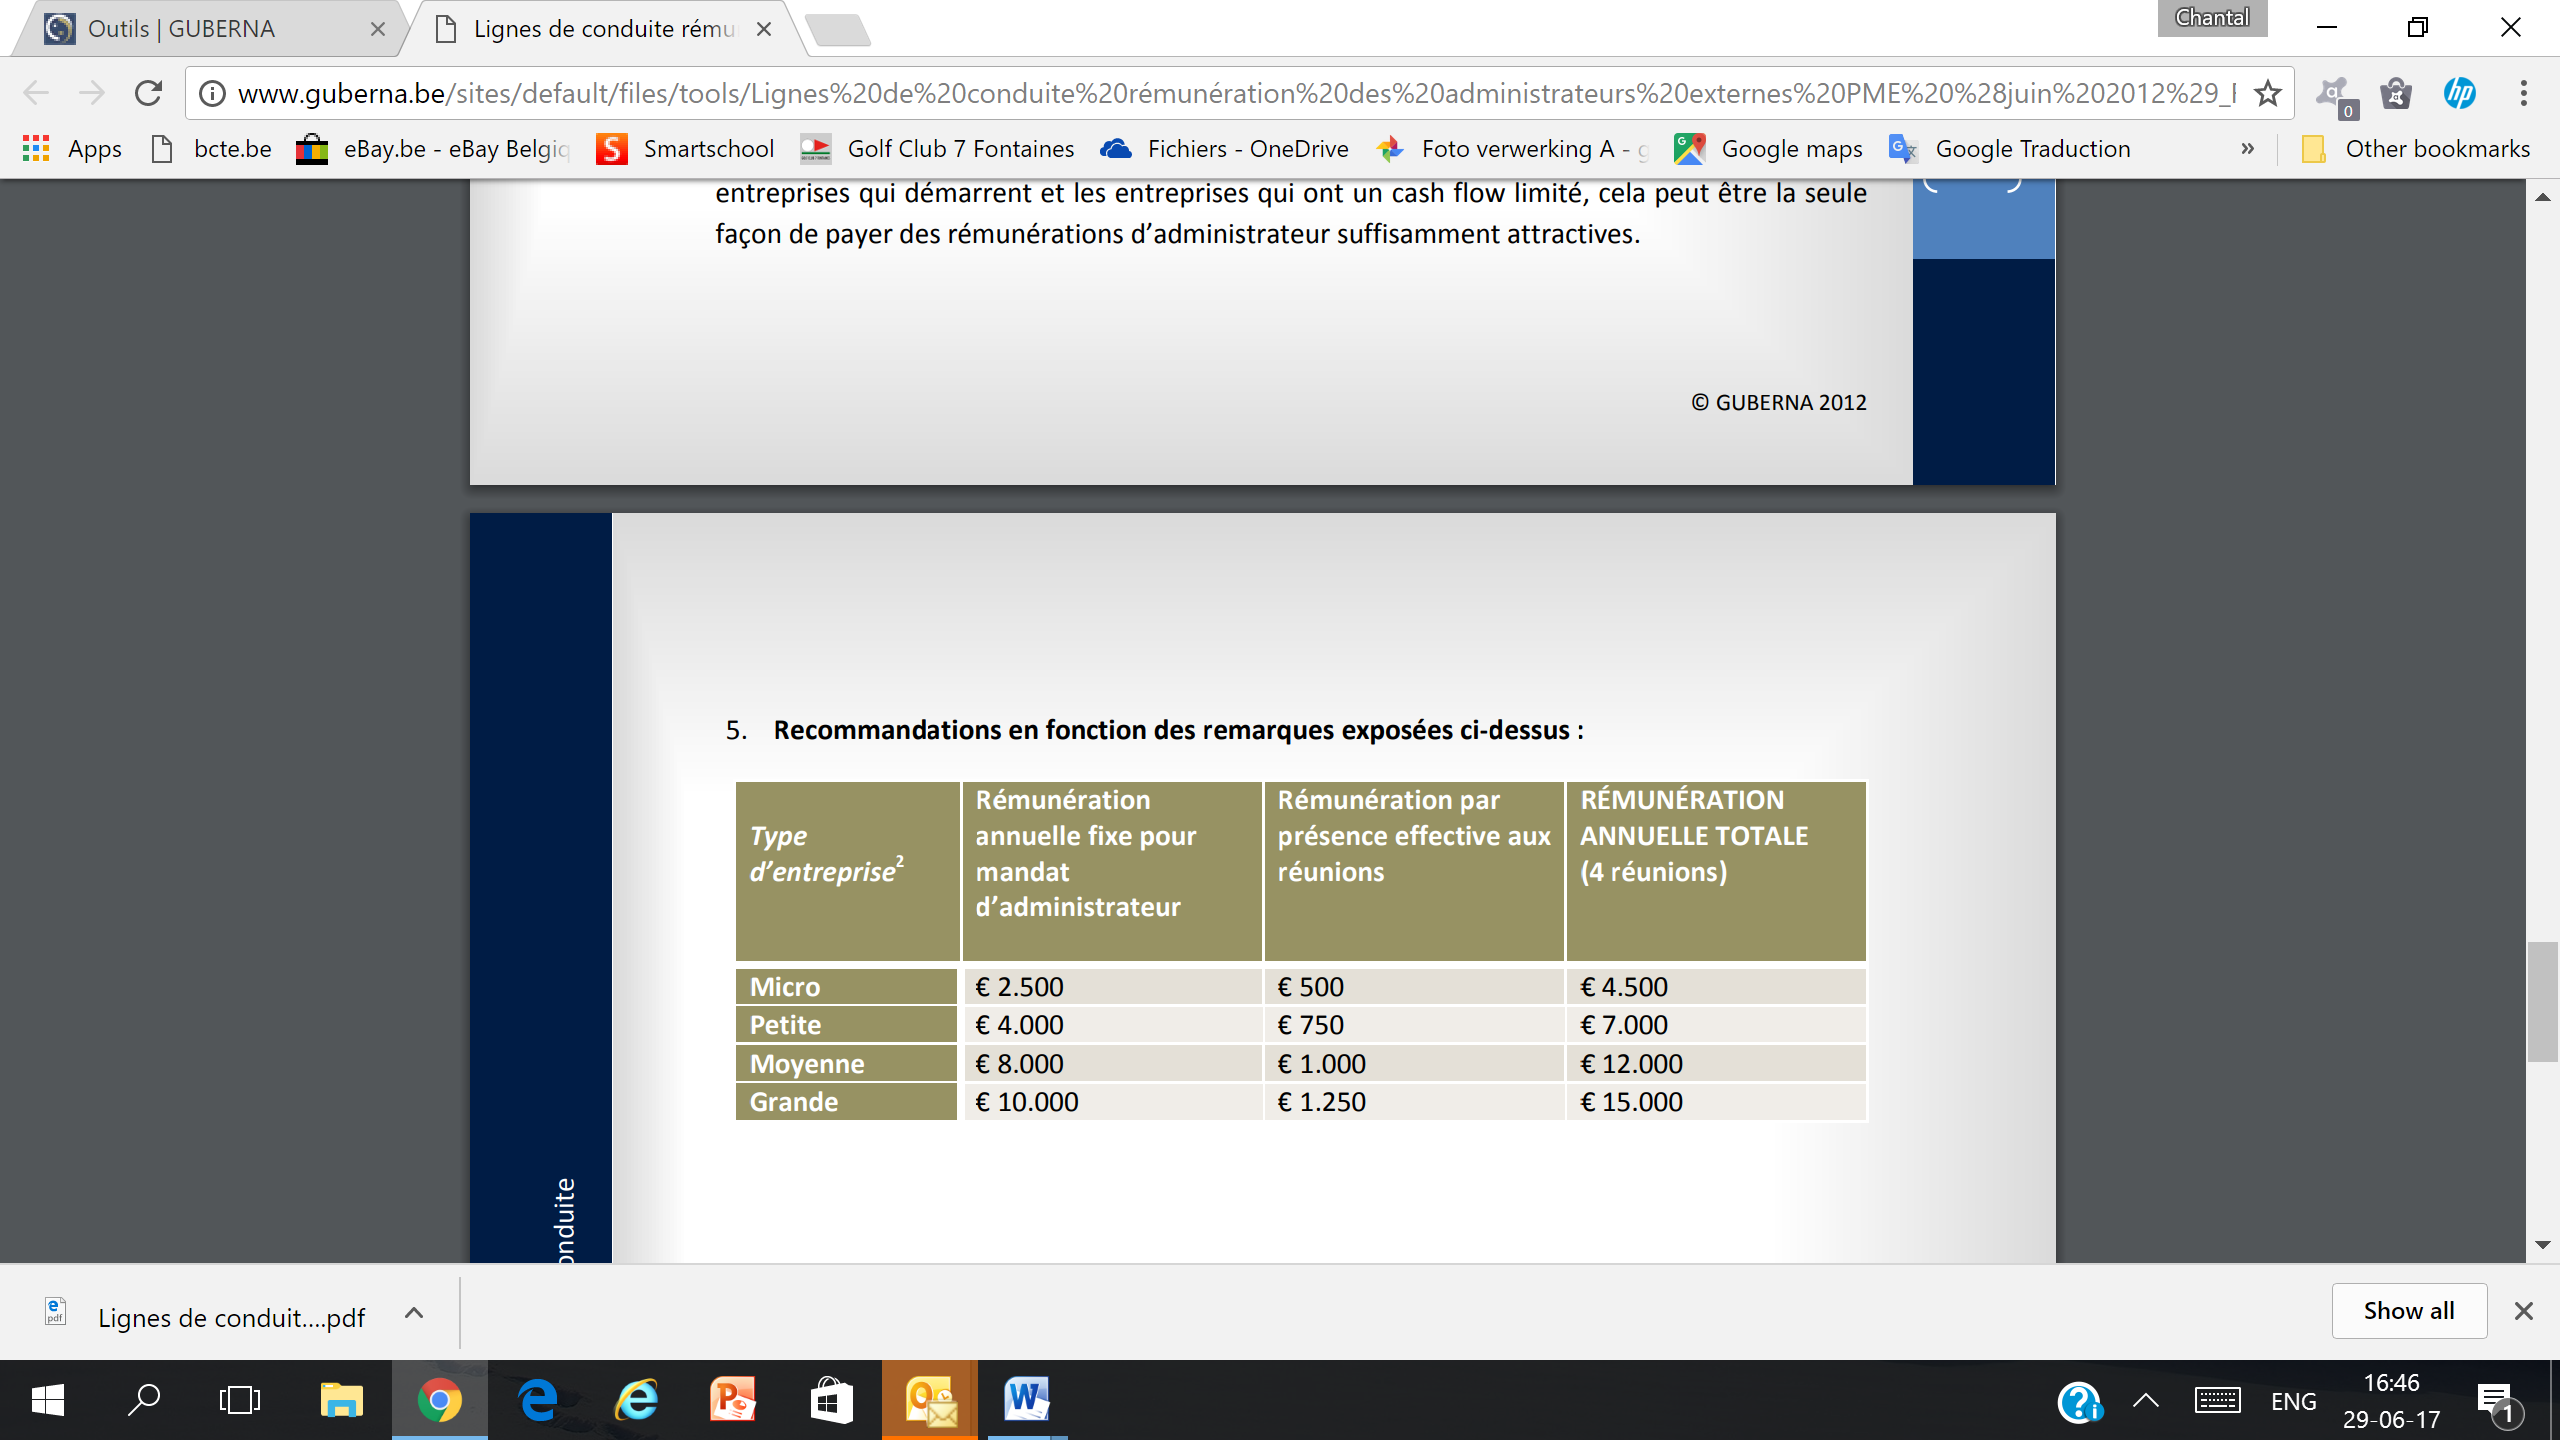 Outils | GUBERNA
Lignes de conduite rému
Chantal
www.guberna.be/sites/default/files/tools/Lignes%20de%20conduite%20rémunération%20des%20administrateurs%20externes%20PME%20%28juin%202012%29_F
0
Apps
bcte.be
eBay.be - eBay Belgiq
Smartschool
Golf Club 7 Fontaines
Fichiers - OneDrive
Foto verwerking A - g
Google maps
Google Traduction
»
Other bookmarks
entreprises qui démarrent et les entreprises qui ont un cash flow limité, cela peut être la seule
façon de payer des rémunérations d’administrateur suffisamment attractives.
© GUBERNA 2012
5. Recommandations en fonction des remarques exposées ci-dessus :
Type
d’entreprise²
Rémunération
annuelle fixe pour
mandat
d’administrateur
Rémunération par
présence effective aux
réunions
RÉMUNÉRATION
ANNUELLE TOTALE
(4 réunions)
Micro € 2.500 € 500 € 4.500
Petite € 4.000 € 750 € 7.000
Moyenne € 8.000 € 1.000 € 12.000
Grande € 10.000 € 1.250 € 15.000
onduite
Lignes de conduit....pdf
Show all
ENG
16:46
29-06-17
1